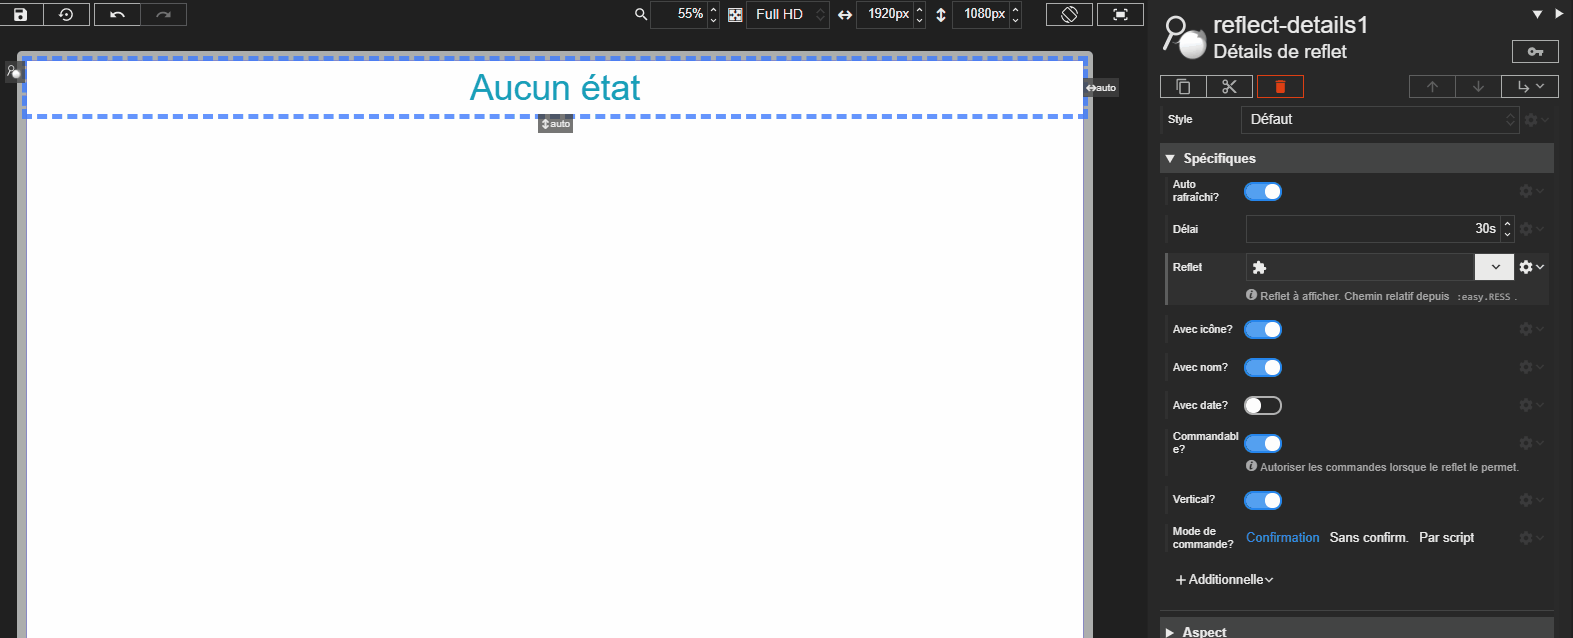 55%
Full HD
1920px
1080px
reflect-details1
Détails de reflet
Aucun état
auto
auto
Style
Défaut
Spécifiques
Auto
rafraîchi?
Délai
30s
Reflet
Reflet à afficher. Chemin relatif depuis :easy.RESS .
Avec icône?
Avec nom?
Avec date?
Commandabl
e?
Autoriser les commandes lorsque le reflet le permet.
Vertical?
Mode de
commande?
Confirmation Sans confirm. Par script
+ Additionnelle
Aspect